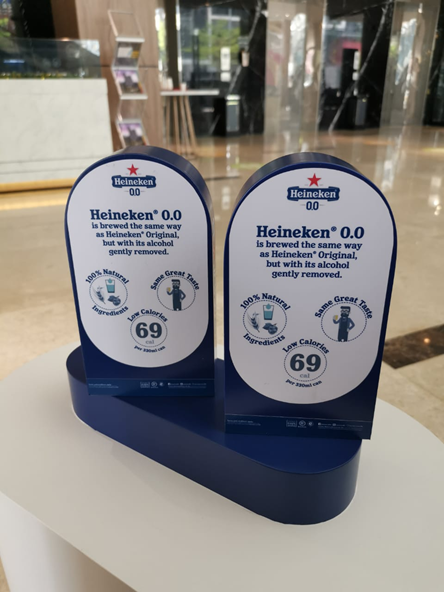 Heineken
0.0
Heineken® 0.0
is brewed the same way
as Heineken® Original,
but with its alcohol
gently removed.
100% Natural
Ingredients
Same Great Taste
Low Calories
69
cal
per 330ml can
Heineken
0.0
Heineken® 0.0
is brewed the same way
as Heineken® Original,
but with its alcohol
gently removed.
100% Natural
Ingredients
Same Great Taste
Low Calories
69
cal
per 330ml can